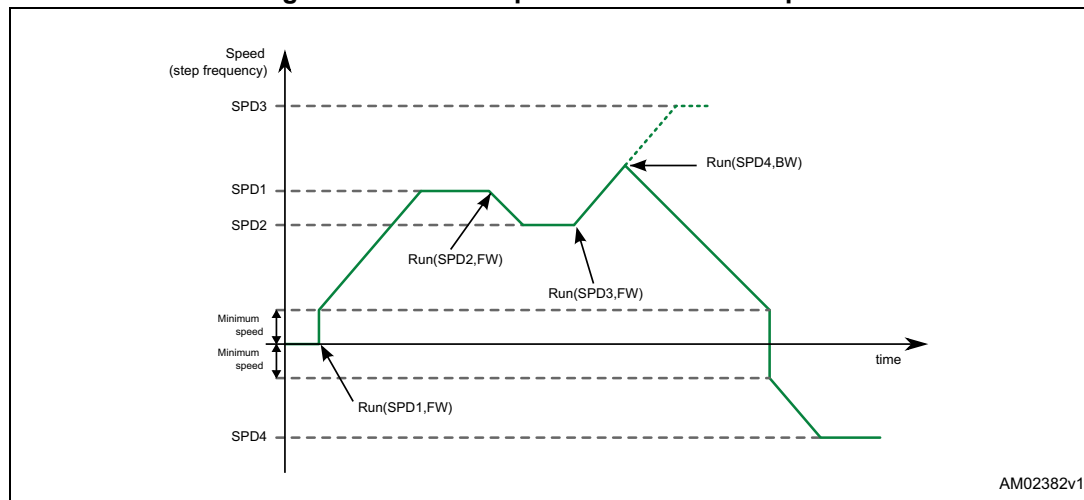 Speed
(step frequency)
SPD3
Run(SPD4,BW)
SPD1
SPD2
Run(SPD2,FW)
Run(SPD3,FW)
Minimum
speed
Minimum
speed
time
Run(SPD1,FW)
SPD4
AM02382v1